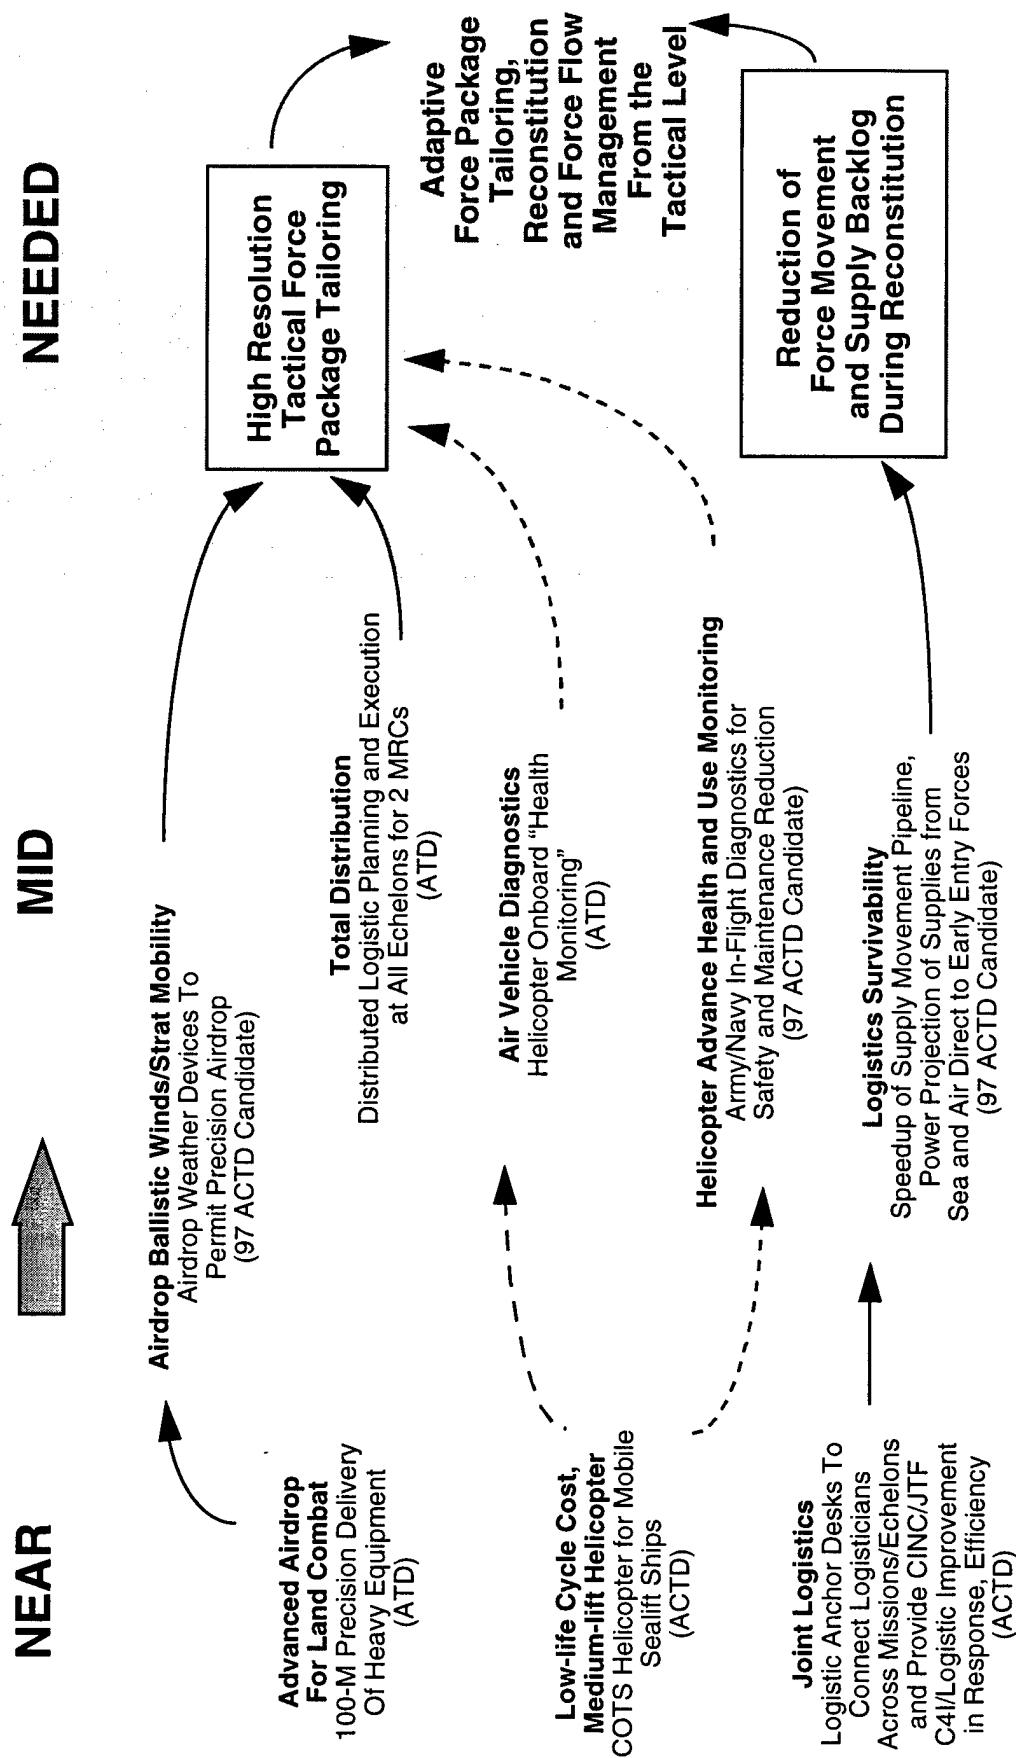 NEAR
MID
NEEDED
Advanced Airdrop
For Land Combat
100-M Precision Delivery
Of Heavy Equipment
(ATD)
Low-life Cycle Cost,
Medium-lift Helicopter
COTS Helicopter for Mobile
Sealift Ships
(ACTD)
Joint Logistics
Logistic Anchor Desks To
Connect Logisticians
Across Missions/Echelons
and Provide CINC/JTF
C4I/Logistic Improvement
in Response, Efficiency
(ACTD)
Airdrop Ballistic Winds/Strat Mobility
Airdrop Weather Devices To
Permit Precision Airdrop
(97 ACTD Candidate)
Total Distribution
Distributed Logistic Planning and Execution
at All Echelons for 2 MRCs
(ATD)
Air Vehicle Diagnostics
Helicopter Onboard "Health
Monitoring"
(ATD)
Helicopter Advance Health and Use Monitoring
Army/Navy In-Flight Diagnostics for
Safety and Maintenance Reduction
(97 ACTD Candidate)
Logistics Survivability
Speedup of Supply Movement Pipeline,
Power Projection of Supplies from
Sea and Air Direct to Early Entry Forces
(97 ACTD Candidate)
High Resolution
Tactical Force
Package Tailoring
Adaptive
Force Package
Tailoring,
Reconstitution
and Force Flow
Management
From the
Tactical Level
Reduction of
Force Movement
and Supply Backlog
During Reconstitution